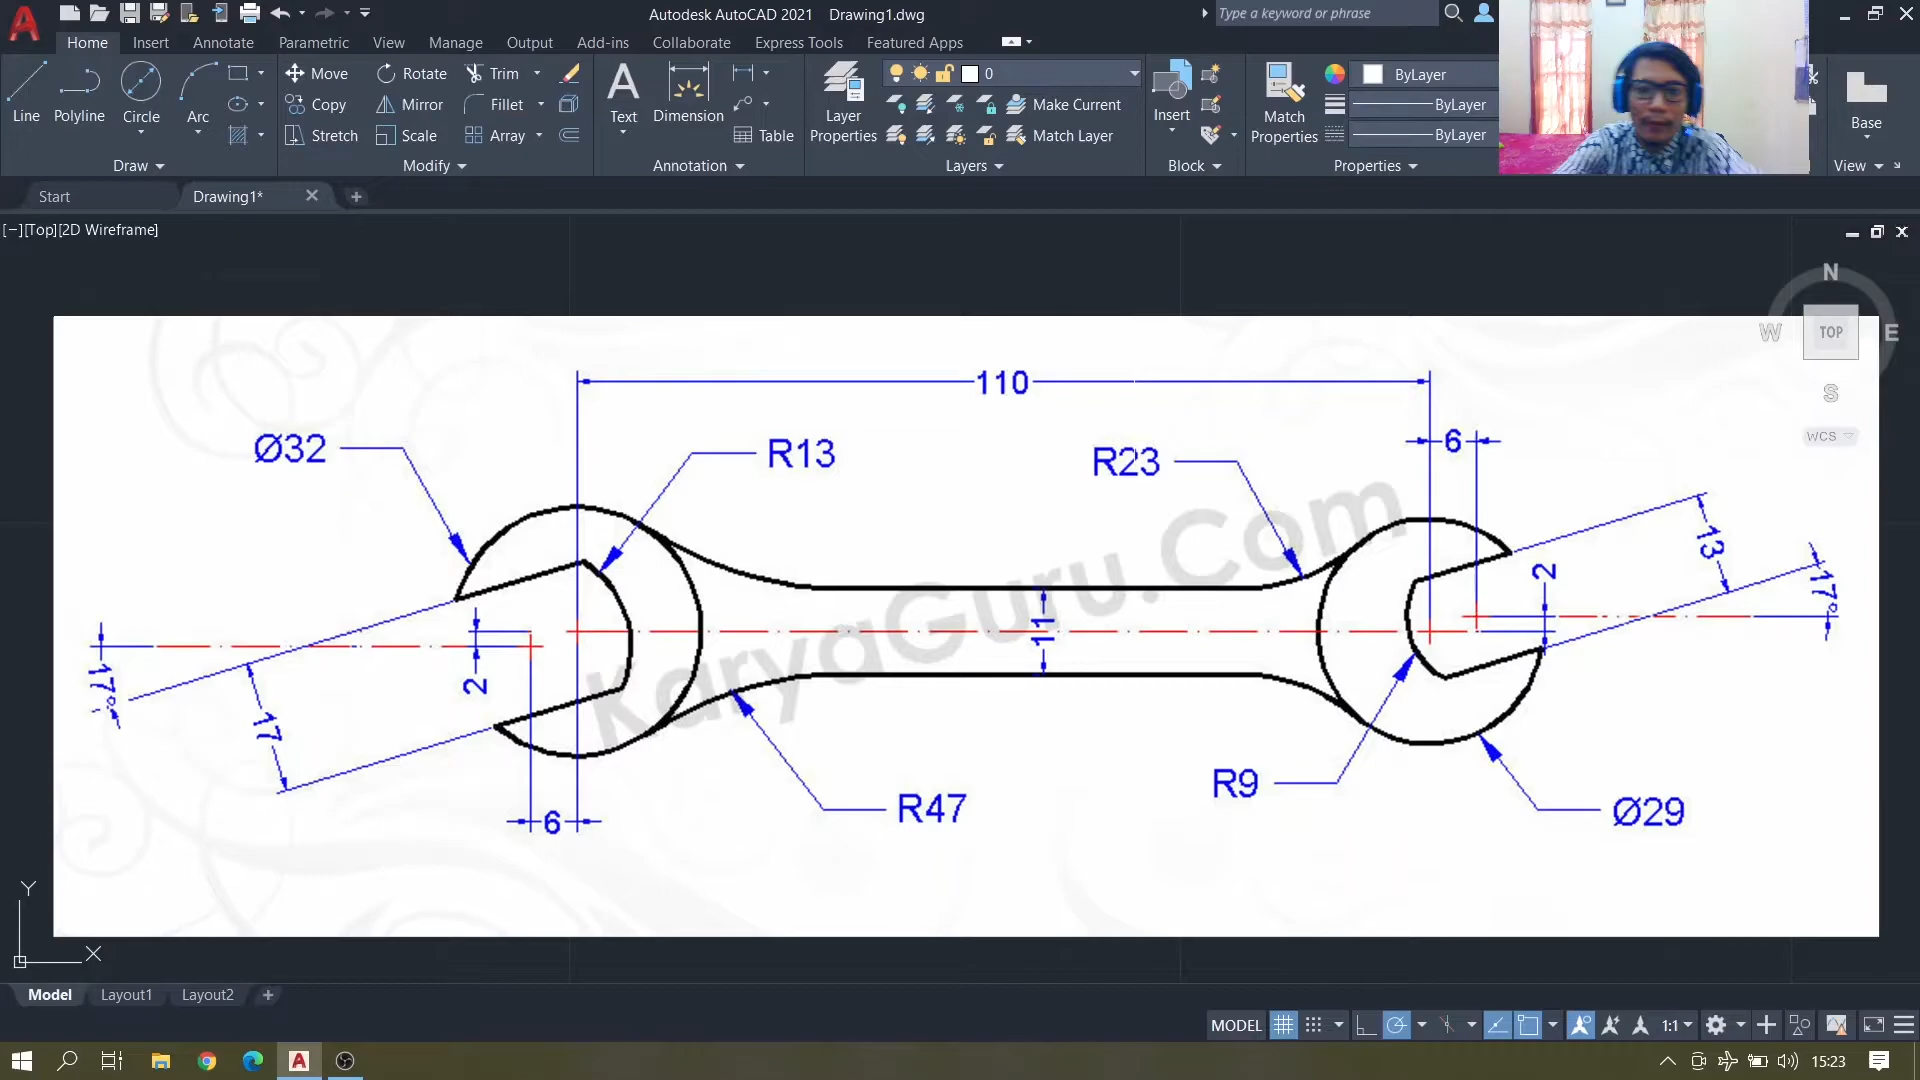 Autodesk AutoCAD 2021 Drawing1.dwg
Type a keyword or phrase
Home Insert Annotate Parametric View Manage Output Add-ins Collaborate Express Tools Featured Apps
Line Polyline Circle Arc
Move Rotate Trim
Copy Mirror Fillet
Stretch Scale Array
Text Dimension
Table
Layer Properties
0
Make Current
Match Layer
Insert
Match Properties
ByLayer
ByLayer
ByLayer
Base
Draw Modify Annotation Layers Block Properties View
Start Drawing1*
[−][Top][2D Wireframe]
N
W TOP E
S
WCS
110
Ø32
R13
R23
6
13
17°
2
11
17°
2
17
6
R47
R9
Ø29
KaryaGuru.Com
Y
X
Model Layout1 Layout2
MODEL 1:1
15:23